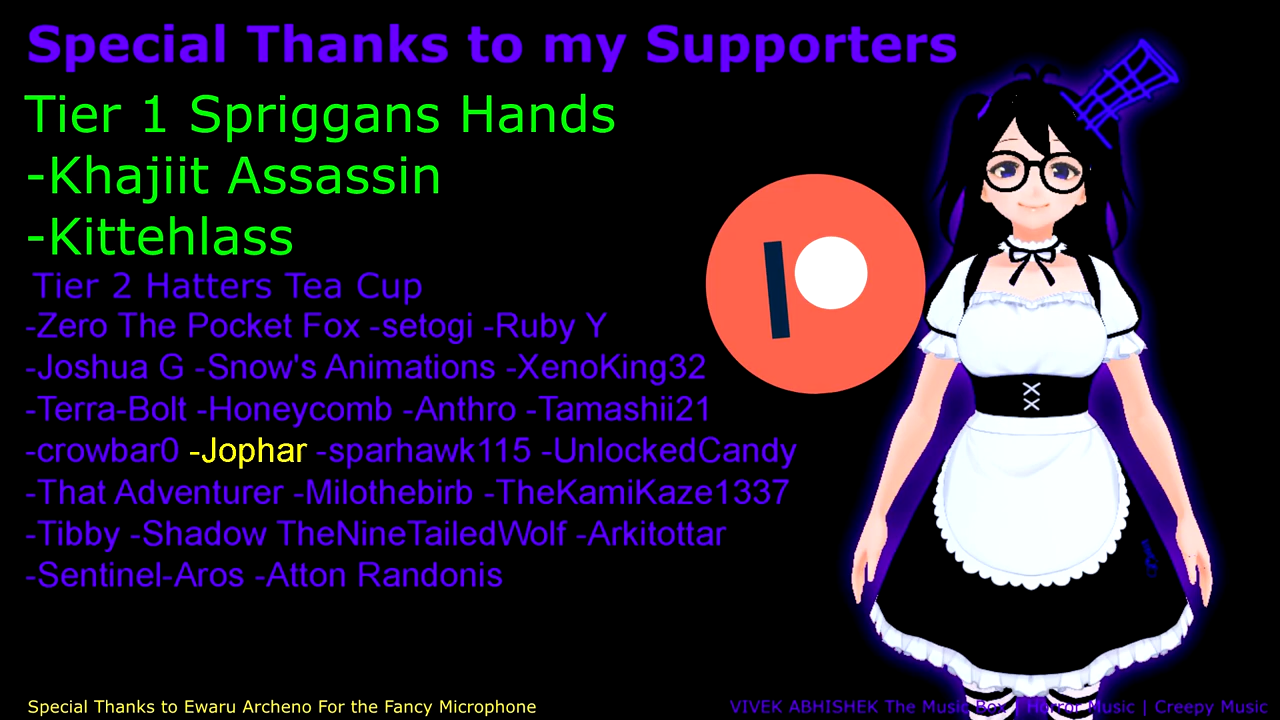 Special Thanks to my Supporters
Tier 1 Spriggans Hands
-Khajiit Assassin
-Kittehlass
Tier 2 Hatters Tea Cup
-Zero The Pocket Fox -setogi -Ruby Y
-Joshua G -Snow's Animations -XenoKing32
-Terra-Bolt -Honeycomb -Anthro -Tamashii21
-crowbar0 -Jophar -sparhawk115 -UnlockedCandy
-That Adventurer -Milothebirb -TheKamiKaze1337
-Tibby -Shadow TheNineTailedWolf -Arkitottar
-Sentinel-Aros -Atton Randonis
Special Thanks to Ewaru Archeno For the Fancy Microphone
VIVEK ABHISHEK The Music Box | Horror Music | Creepy Music